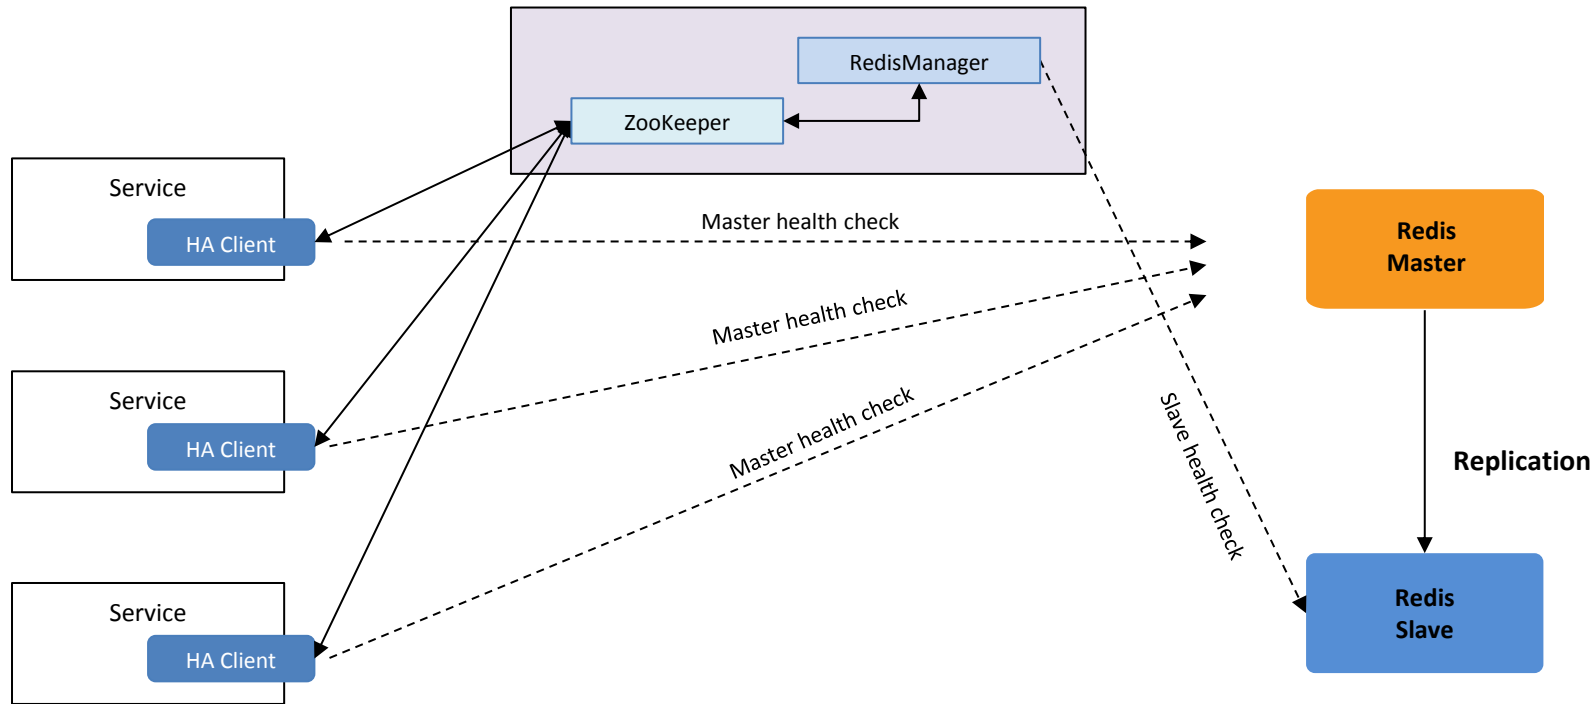 RedisManager
ZooKeeper
Service
HA Client
Master health check
Redis
Master
Master health check
Service
HA Client
Master health check
Slave health check
Replication
Service
HA Client
Redis
Slave